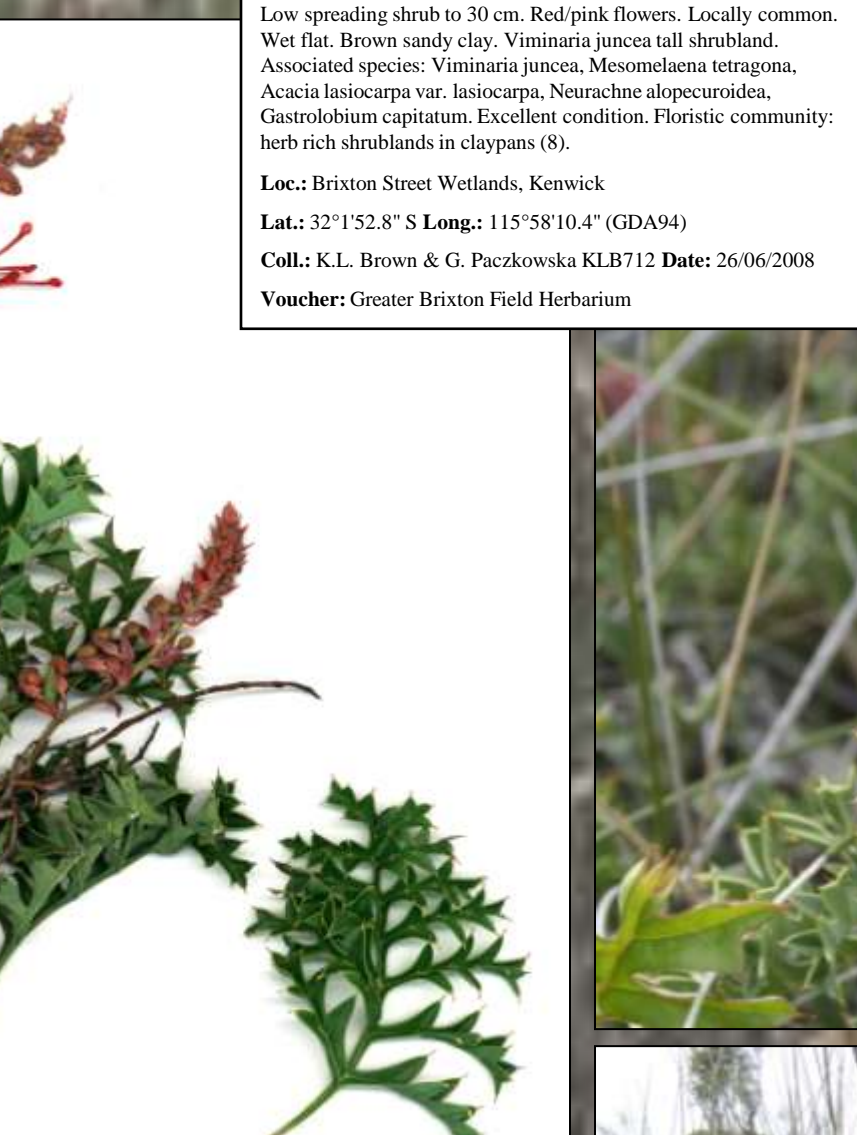 Low spreading shrub to 30 cm. Red/pink flowers. Locally common.
Wet flat. Brown sandy clay. Viminaria juncea tall shrubland.
Associated species: Viminaria juncea, Mesomelaena tetragona,
Acacia lasiocarpa var. lasiocarpa, Neurachne alopecuroidea,
Gastrolobium capitatum. Excellent condition. Floristic community:
herb rich shrublands in claypans (8).
Loc.: Brixton Street Wetlands, Kenwick
Lat.: 32°1'52.8" S Long.: 115°58'10.4" (GDA94)
Coll.: K.L. Brown & G. Paczkowska KLB712 Date: 26/06/2008
Voucher: Greater Brixton Field Herbarium